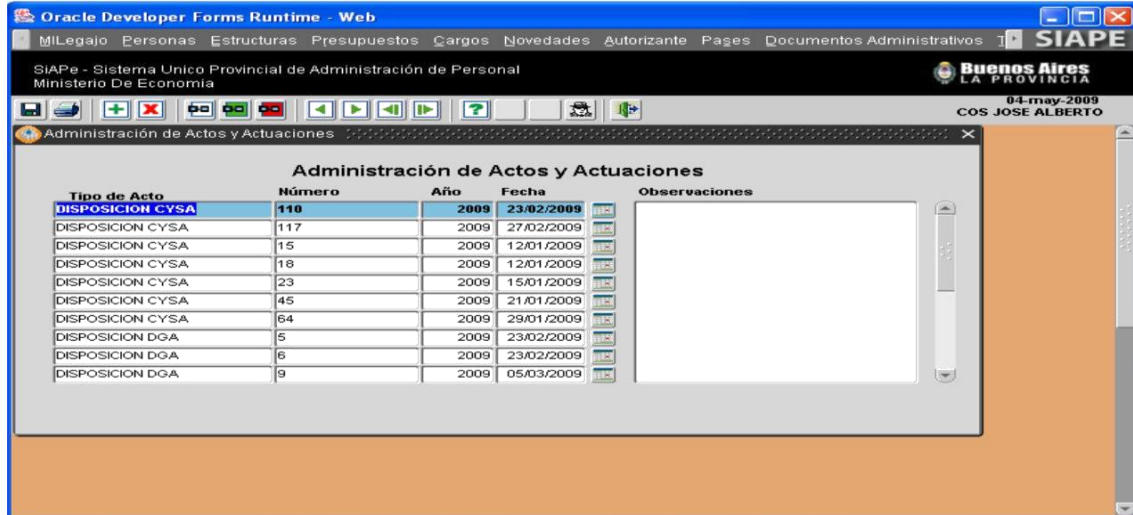 Oracle Developer Forms Runtime - Web
MILegajo Personas Estructuras Presupuestos Cargos Novedades Autorizante Pages Documentos Administrativos SIAPE
SiAPe - Sistema Unico Provincial de Administración de Personal
Ministerio De Economia
Buenos Aires
LA PROVINCIA
04-may-2009
COS JOSE ALBERTO
Administración de Actos y Actuaciones
Administración de Actos y Actuaciones
Tipo de Acto Número Año Fecha Observaciones
DISPOSICION CYSA 110 2009 23/02/2009
DISPOSICION CYSA 117 2009 27/02/2009
DISPOSICION CYSA 15 2009 12/01/2009
DISPOSICION CYSA 18 2009 12/01/2009
DISPOSICION CYSA 23 2009 15/01/2009
DISPOSICION CYSA 45 2009 21/01/2009
DISPOSICION CYSA 64 2009 29/01/2009
DISPOSICION DGA 5 2009 23/02/2009
DISPOSICION DGA 6 2009 23/02/2009
DISPOSICION DGA 9 2009 05/03/2009